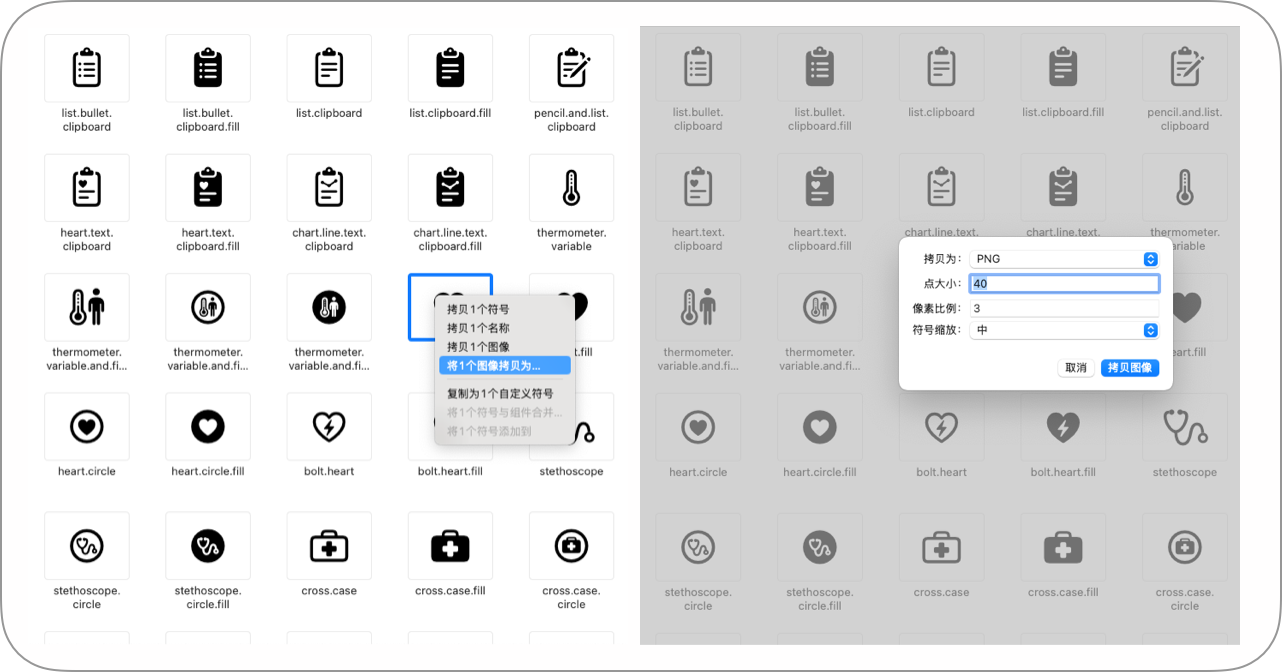 list.bullet.
clipboard
list.bullet.
clipboard.fill
list.clipboard
list.clipboard.fill
pencil.and.list.
clipboard
heart.text.
clipboard
heart.text.
clipboard.fill
chart.line.text.
clipboard
chart.line.text.
clipboard.fill
thermometer.
variable
thermometer.
variable.and.fi...
thermometer.
variable.and.fi...
thermometer.
variable.and.fi...
t.fill
拷贝1个符号
拷贝1个名称
拷贝1个图像
将1个图像拷贝为...
复制为1个自定义符号
将1个符号与组件合并...
将1个符号添加到
heart.circle
heart.circle.fill
bolt.heart
bolt.heart.fill
stethoscope
stethoscope.
circle
stethoscope.
circle.fill
cross.case
cross.case.fill
cross.case.
circle
list.bullet.
clipboard
list.bullet.
clipboard.fill
list.clipboard
list.clipboard.fill
pencil.and.list.
clipboard
heart.text.
clipboard
heart.text.
clipboard.fill
chart.line.text.
chart.line.text.
thermometer.
variable
拷贝为： PNG
点大小： 40
像素比例： 3
符号缩放： 中
取消
拷贝图像
thermometer.
variable.and.fi...
thermometer.
variable.and.fi...
eart.fill
heart.circle
heart.circle.fill
bolt.heart
bolt.heart.fill
stethoscope
stethoscope.
circle
stethoscope.
circle.fill
cross.case
cross.case.fill
cross.case.
circle